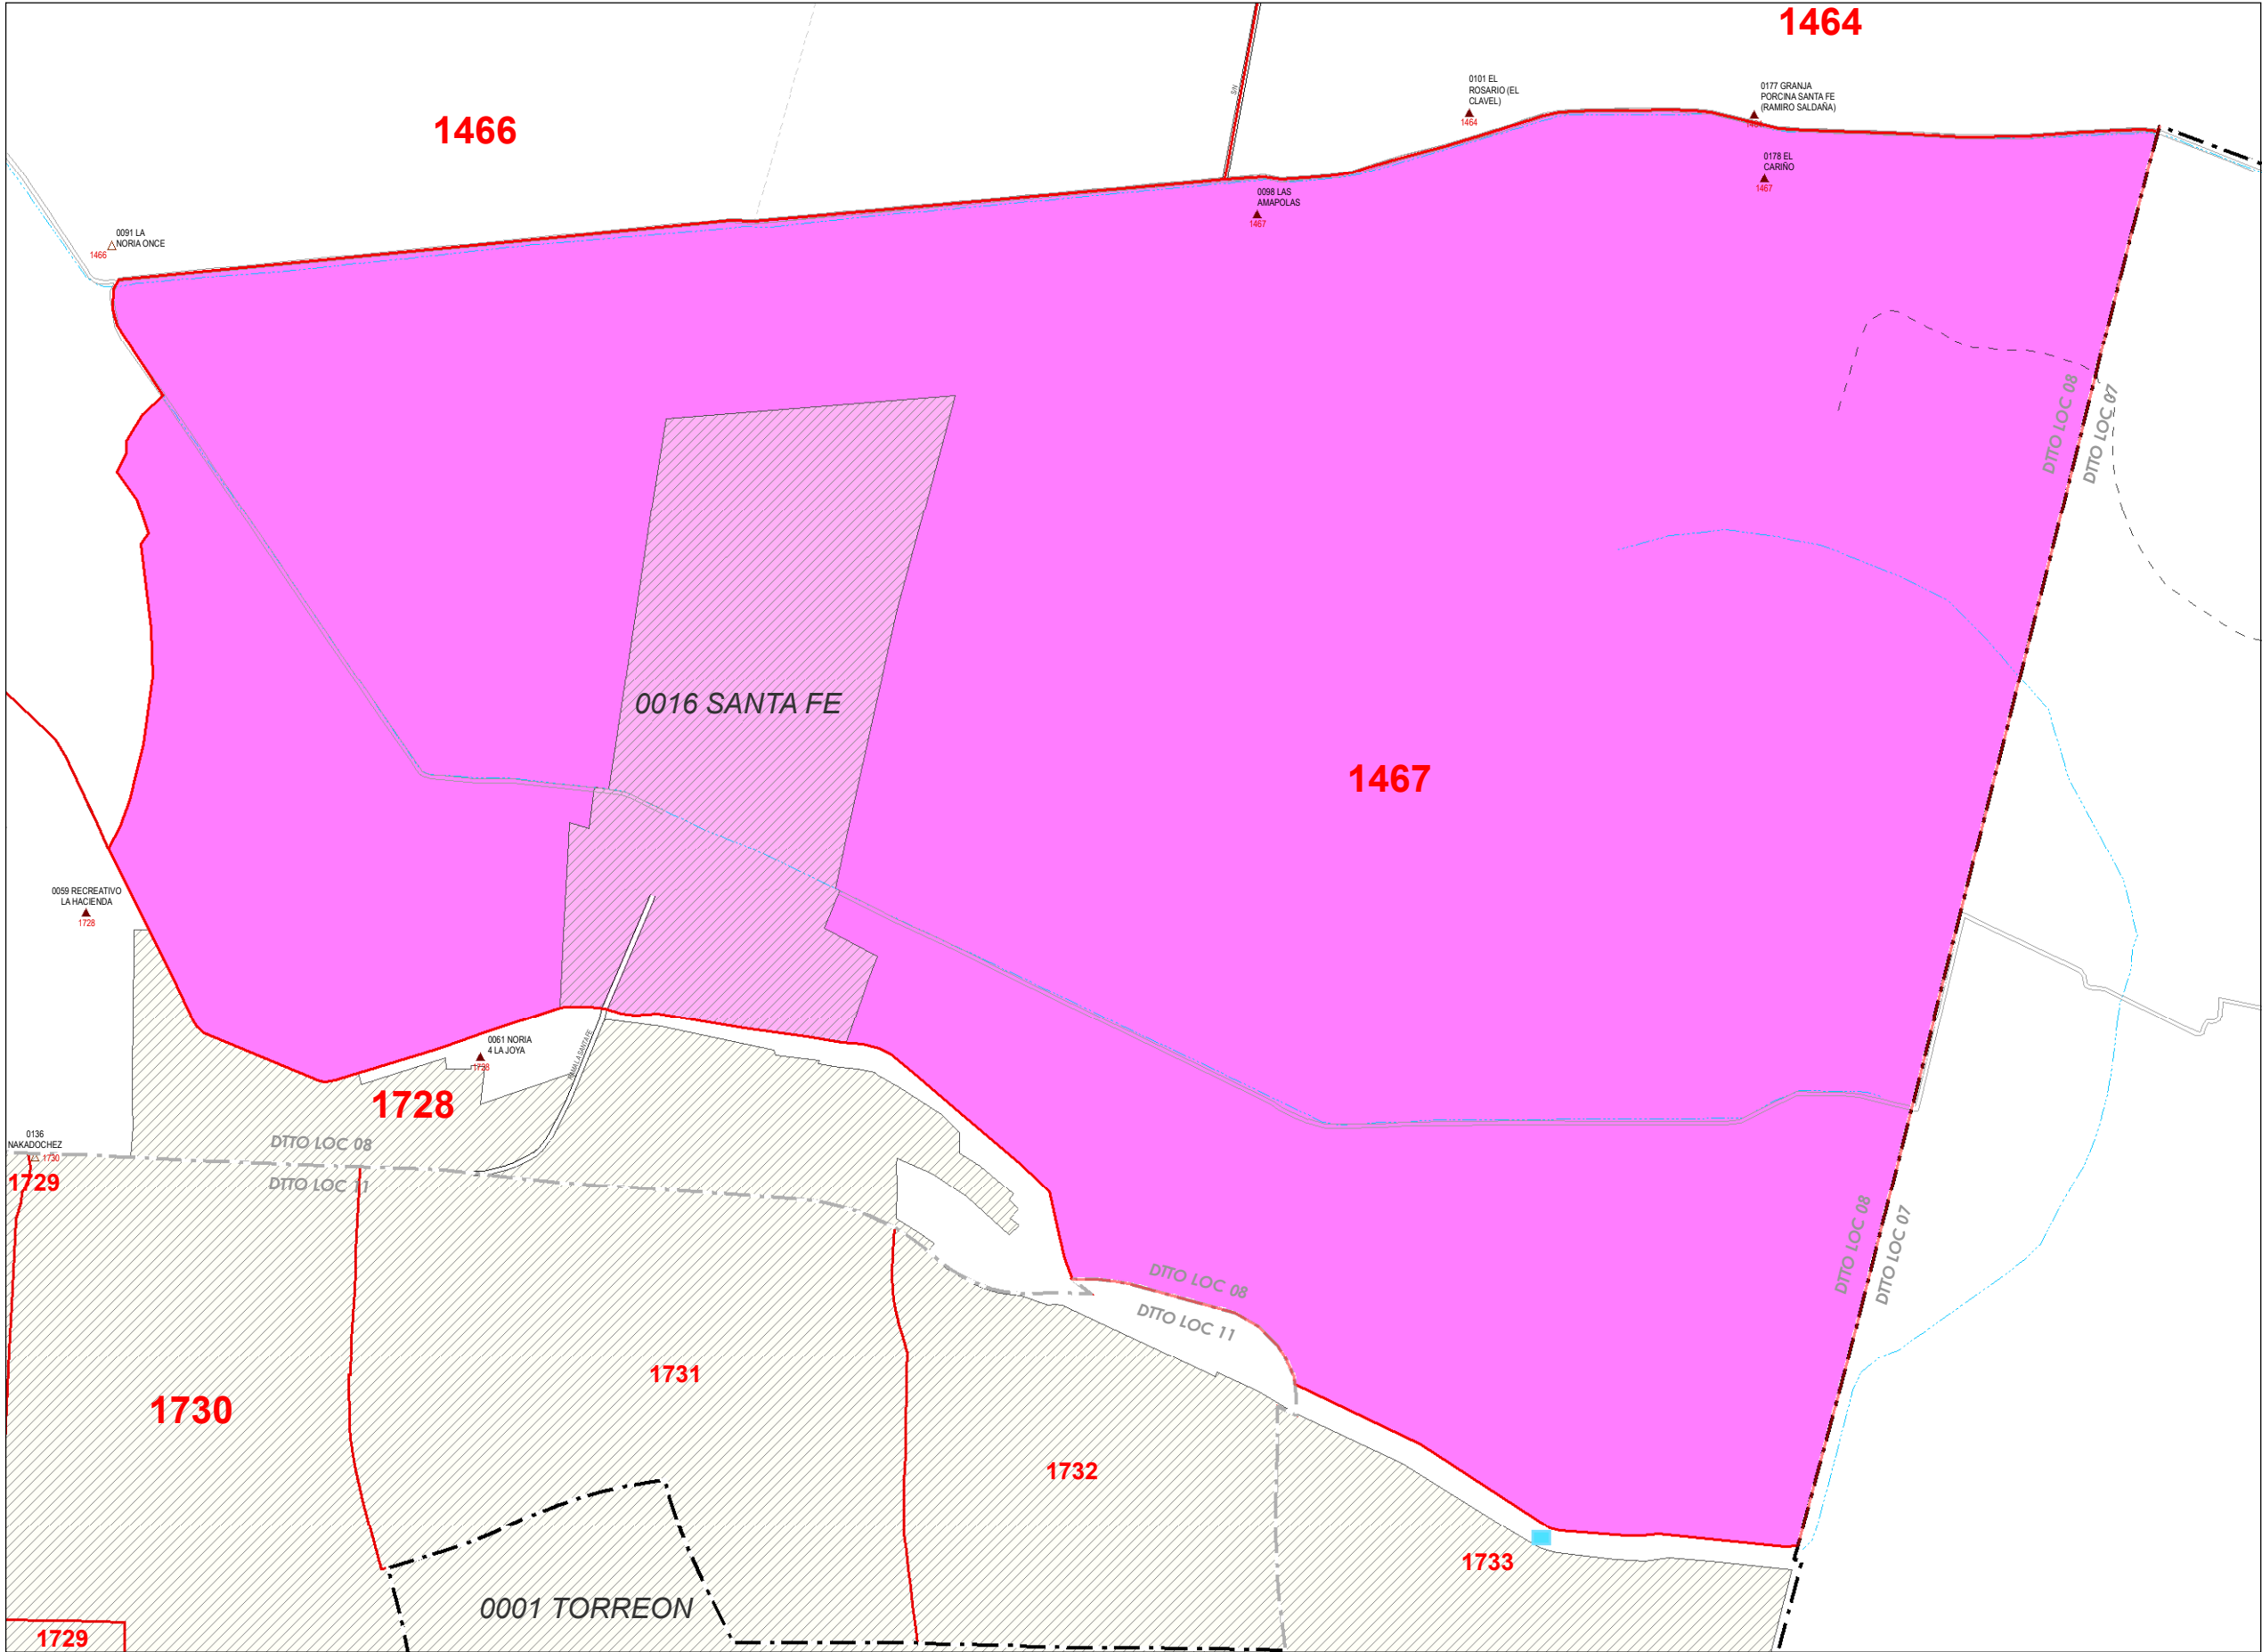 1464
0101 EL
ROSARIO (EL
CLAVEL)
1464
0177 GRANJA
PORCINA SANTA FE
(RAMIRO SALDAÑA)
S/N
1466
0178 EL
CARIÑO
1467
0098 LAS
AMAPOLAS
1467
0091 LA
NORIA ONCE
1466
DTTO LOC 08
DTTO LOC 07
0016 SANTA FE
1467
0059 RECREATIVO
LA HACIENDA
1728
0061 NORIA
4 LA JOYA
1728
1728
0136
NAKADOCHEZ
1730
1729
DTTO LOC 08
DTTO LOC 11
DTTO LOC 08
DTTO LOC 07
DTTO LOC 08
DTTO LOC 11
1731
1730
1732
1733
0001 TORREON
1729